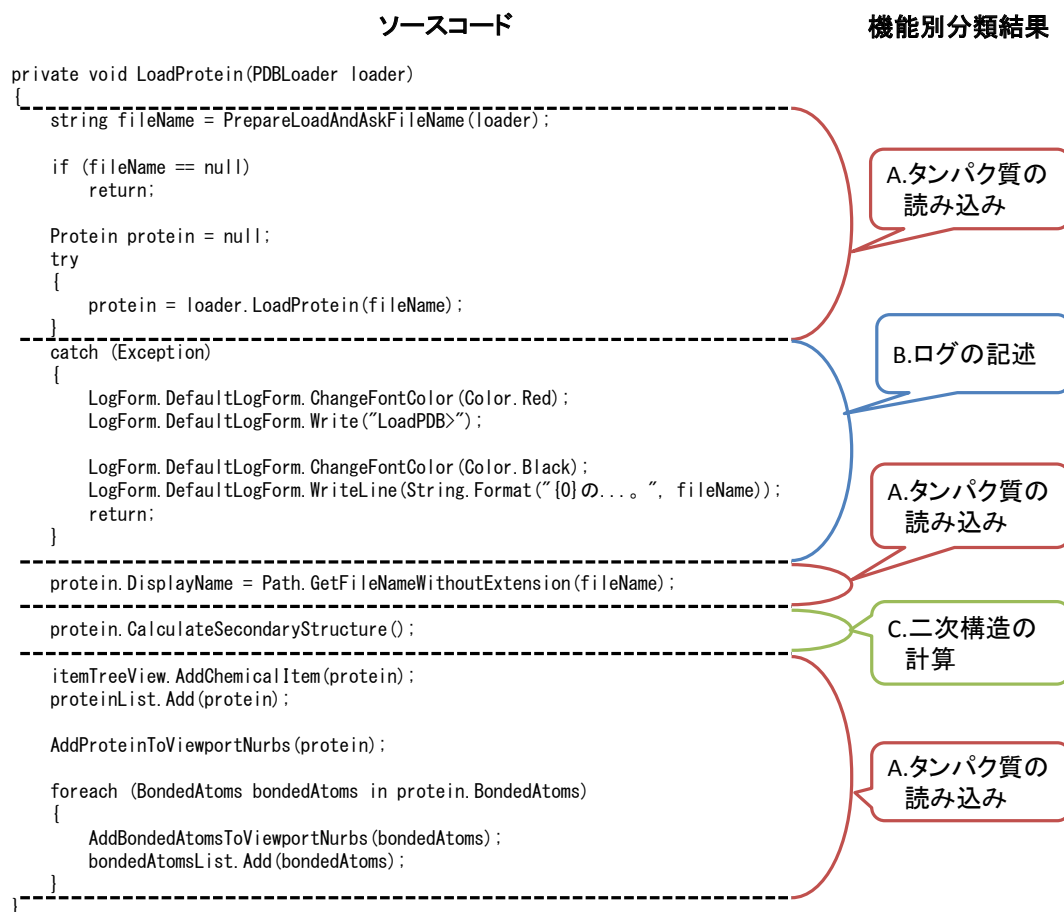 ソースコード
機能別分類結果
private void LoadProtein(PDBLoader loader)
{
string fileName = PrepareLoadAndAskFileName(loader);
if (fileName == null)
return;
Protein protein = null;
try
{
protein = loader.LoadProtein(fileName);
}
catch (Exception)
{
LogForm.DefaultLogForm.ChangeFontColor(Color.Red);
LogForm.DefaultLogForm.Write("LoadPDB>");
LogForm.DefaultLogForm.ChangeFontColor(Color.Black);
LogForm.DefaultLogForm.WriteLine(String.Format("{0}の...。", fileName));
return;
}
protein.DisplayName = Path.GetFileNameWithoutExtension(fileName);
protein.CalculateSecondaryStructure();
itemTreeView.AddChemicalItem(protein);
proteinList.Add(protein);
AddProteinToViewportNurbs(protein);
foreach (BondedAtoms bondedAtoms in protein.BondedAtoms)
{
AddBondedAtomsToViewportNurbs(bondedAtoms);
bondedAtomsList.Add(bondedAtoms);
}
}
A.タンパク質の
読み込み
B.ログの記述
A.タンパク質の
読み込み
C.二次構造の
計算
A.タンパク質の
読み込み